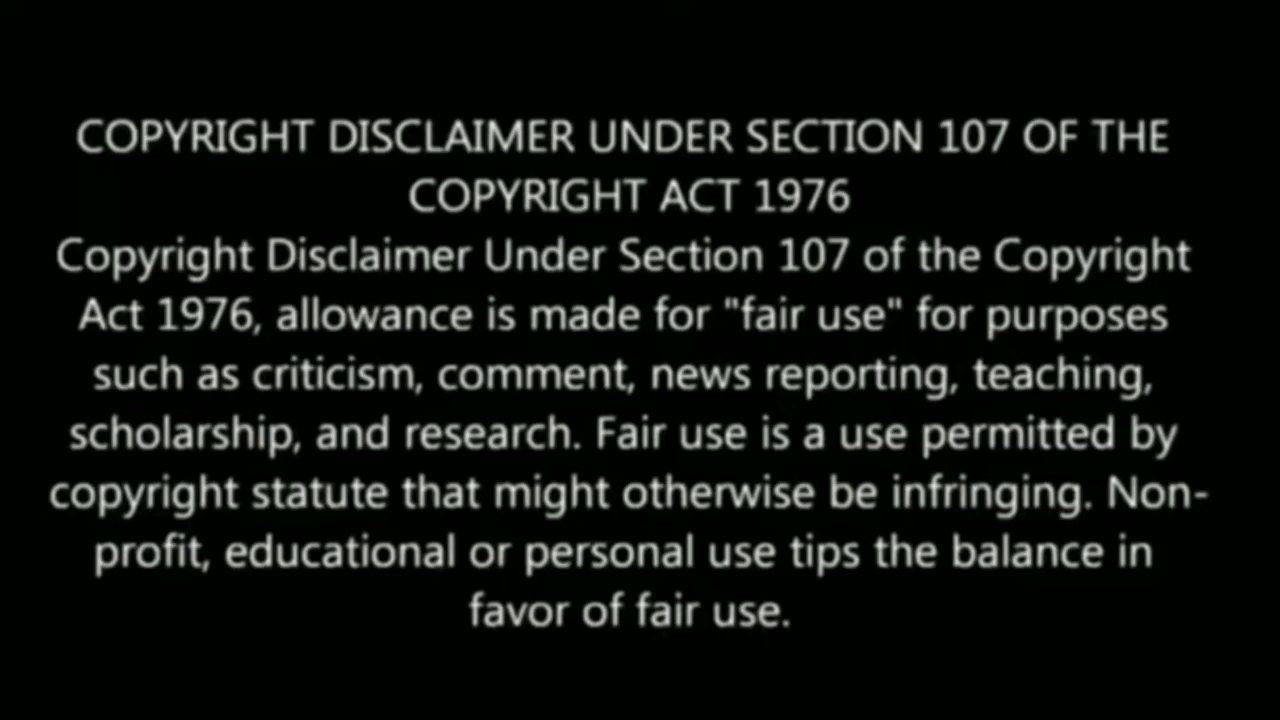 COPYRIGHT DISCLAIMER UNDER SECTION 107 OF THE
COPYRIGHT ACT 1976
Copyright Disclaimer Under Section 107 of the Copyright
Act 1976, allowance is made for "fair use" for purposes
such as criticism, comment, news reporting, teaching,
scholarship, and research. Fair use is a use permitted by
copyright statute that might otherwise be infringing. Non-
profit, educational or personal use tips the balance in
favor of fair use.